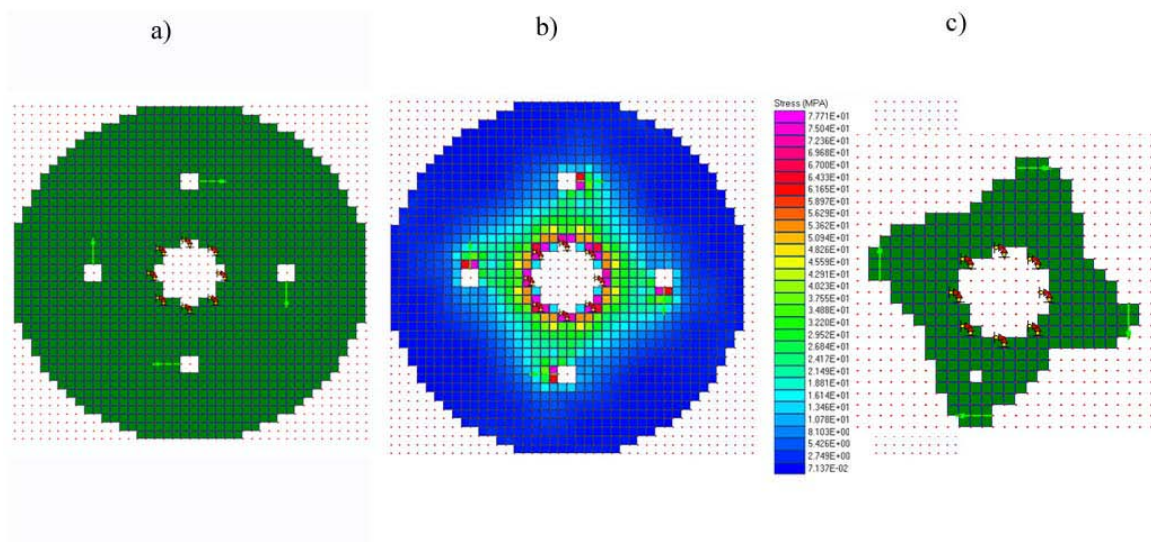 a)
b)
c)
Stress (MPA)
7.771E+01
7.504E+01
7.236E+01
6.968E+01
6.700E+01
6.433E+01
6.165E+01
5.897E+01
5.629E+01
5.362E+01
5.094E+01
4.826E+01
4.559E+01
4.291E+01
4.023E+01
3.755E+01
3.488E+01
3.220E+01
2.952E+01
2.684E+01
2.417E+01
2.149E+01
1.881E+01
1.614E+01
1.346E+01
1.078E+01
8.103E+00
5.426E+00
2.749E+00
7.137E-02